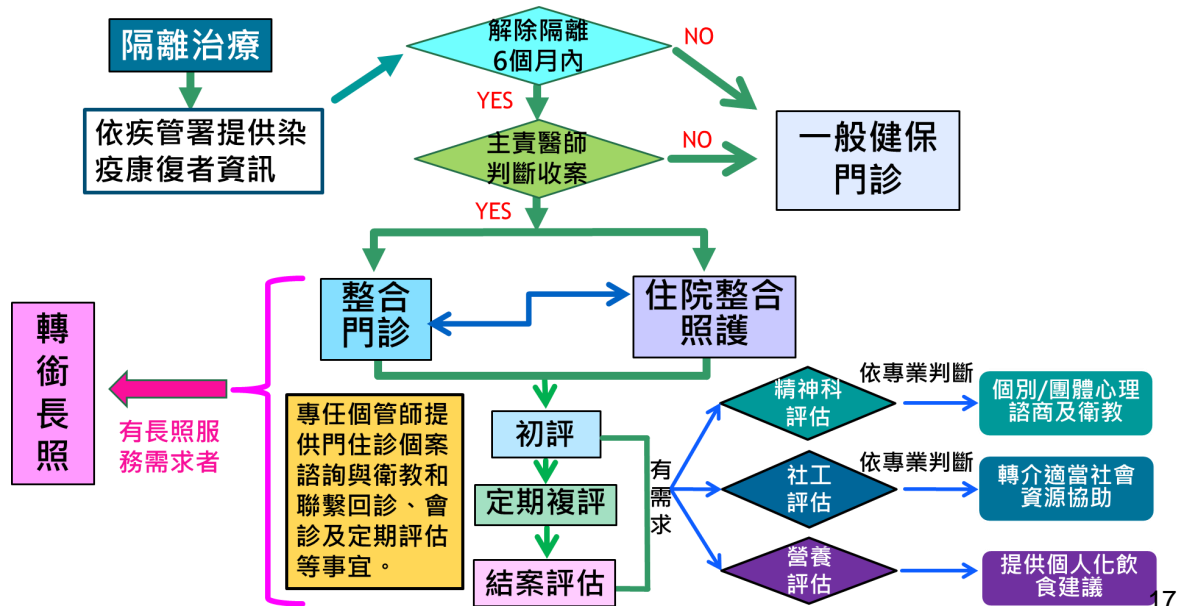 隔離治療
依疾管署提供染
疫康復者資訊
解除隔離
6個月內
NO
YES
主責醫師
判斷收案
NO
YES
一般健保
門診
整合
門診
住院整合
照護
轉
銜
長
照
有長照服
務需求者
專任個管師提
供門住診個案
諮詢與衛教和
聯繫回診、會
診及定期評估
等事宜。
初評
定期複評
結案評估
有
需
求
精神科
評估
依專業判斷
個別/團體心理
諮商及衛教
社工
評估
依專業判斷
轉介適當社會
資源協助
營養
評估
提供個人化飲
食建議
17